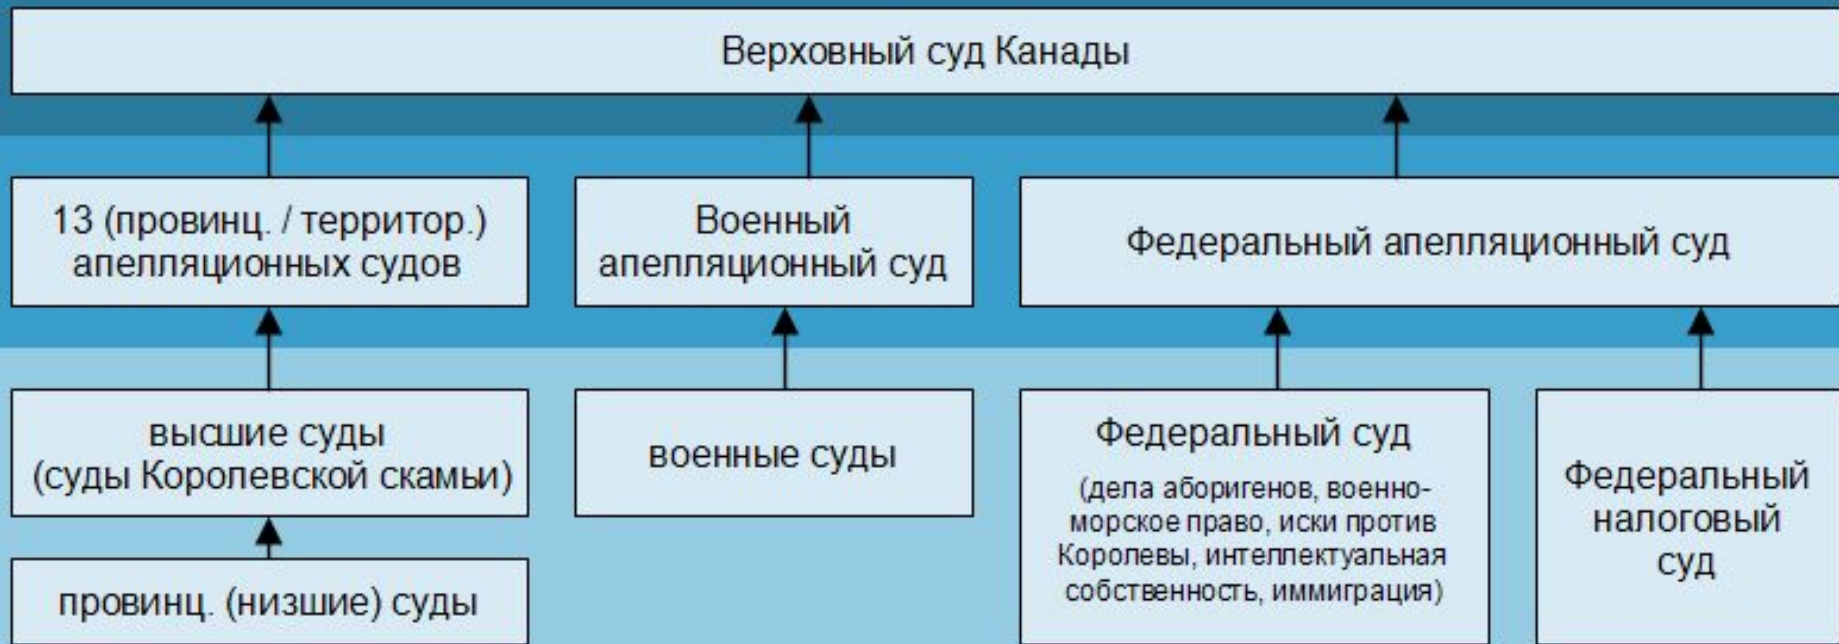 Верховный суд Канады
13 (провинц. / территор.)
апелляционных судов
Военный
апелляционный суд
Федеральный апелляционный суд
высшие суды
(суды Королевской скамьи)
военные суды
Федеральный суд
(дела аборигенов, военно-
морское право, иски против
Королевы, интеллектуальная
собственность, иммиграция)
Федеральный
налоговый
суд
провинц. (низшие) суды